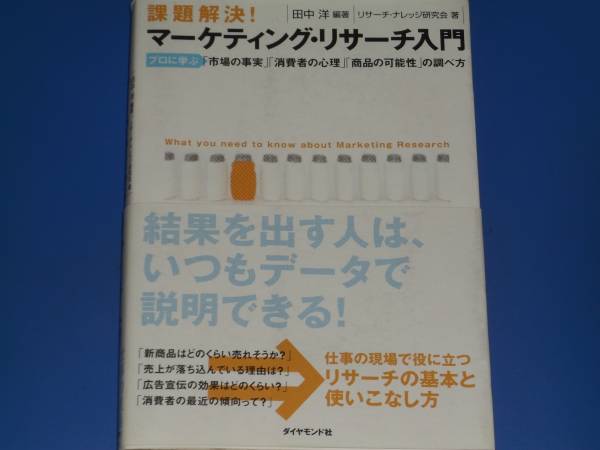 課題解決!
田中 洋 編著
リサーチ・ナレッジ研究会 著
マーケティング・リサーチ入門
プロに学ぶ「市場の事実」「消費者の心理」「商品の可能性」の調べ方
What you need to know about Marketing Research
結果を出す人は、
いつもデータで
説明できる!
「新商品はどのくらい売れそうか?」
「売上が落ち込んでいる理由は?」
「広告宣伝の効果はどのくらい?」
「消費者の最近の傾向って?」
仕事の現場で役に立つ
リサーチの基本と
使いこなし方
ダイヤモンド社